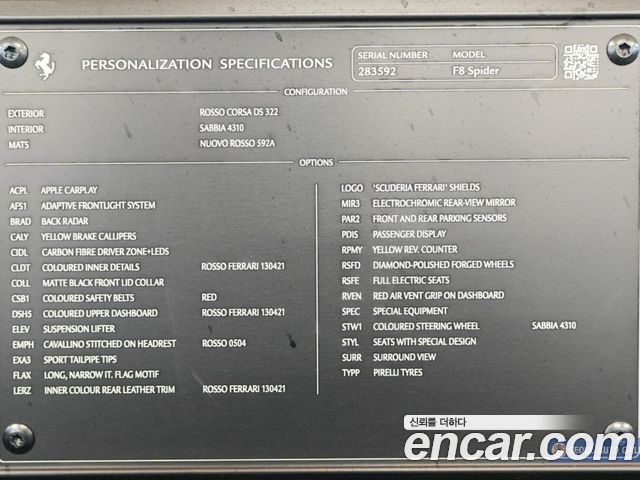 PERSONALIZATION SPECIFICATIONS
SERIAL NUMBER MODEL
283592 F8 Spider
CONFIGURATION
EXTERIOR ROSSO CORSA DS 322
INTERIOR SABBIA 4310
MATS NUOVO ROSSO 592A
OPTIONS
ACPL APPLE CARPLAY
AFS1 ADAPTIVE FRONTLIGHT SYSTEM
BRAD BACK RADAR
CALY YELLOW BRAKE CALLIPERS
CIDL CARBON FIBRE DRIVER ZONE+LEDS
CLDT COLOURED INNER DETAILS ROSSO FERRARI 130421
COLL MATTE BLACK FRONT LID COLLAR
CSB1 COLOURED SAFETY BELTS RED
DSH5 COLOURED UPPER DASHBOARD ROSSO FERRARI 130421
ELEV SUSPENSION LIFTER
EMPH CAVALLINO STITCHED ON HEADREST ROSSO 0504
EXA3 SPORT TAILPIPE TIPS
FLAX LONG, NARROW IT. FLAG MOTIF
LERZ INNER COLOUR REAR LEATHER TRIM ROSSO FERRARI 130421
LOGO 'SCUDERIA FERRARI' SHIELDS
MIR3 ELECTROCHROMIC REAR-VIEW MIRROR
PAR2 FRONT AND REAR PARKING SENSORS
PDIS PASSENGER DISPLAY
RPMY YELLOW REV. COUNTER
RSFD DIAMOND-POLISHED FORGED WHEELS
RSFE FULL ELECTRIC SEATS
RVEN RED AIR VENT GRIP ON DASHBOARD
SPEC SPECIAL EQUIPMENT
STW1 COLOURED STEERING WHEEL SABBIA 4310
STYL SEATS WITH SPECIAL DESIGN
SURR SURROUND VIEW
TYPP PIRELLI TYRES
신뢰를 더하다
encar.com